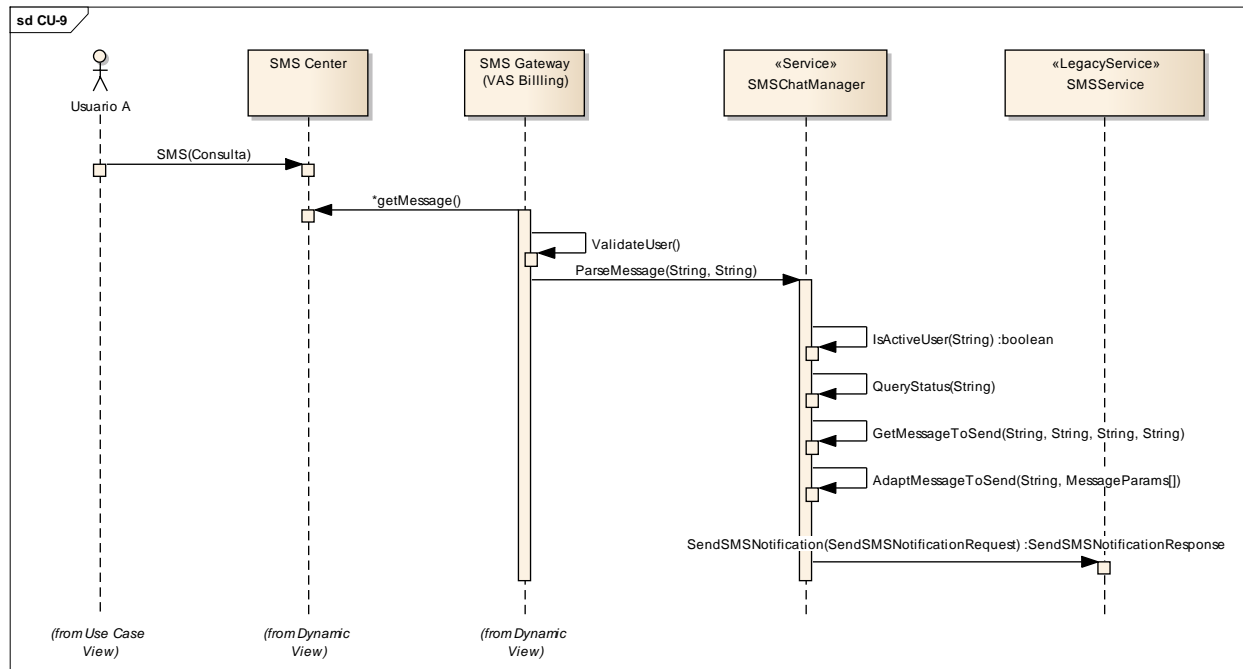 sd CU-9
Usuario A
SMS Center
SMS Gateway
(VAS Billling)
«Service»
SMSChatManager
«LegacyService»
SMSService
SMS(Consulta)
*getMessage()
ValidateUser()
ParseMessage(String, String)
IsActiveUser(String) :boolean
QueryStatus(String)
GetMessageToSend(String, String, String, String)
AdaptMessageToSend(String, MessageParams[])
SendSMSNotification(SendSMSNotificationRequest) :SendSMSNotificationResponse
(from Use Case
View)
(from Dynamic
View)
(from Dynamic
View)